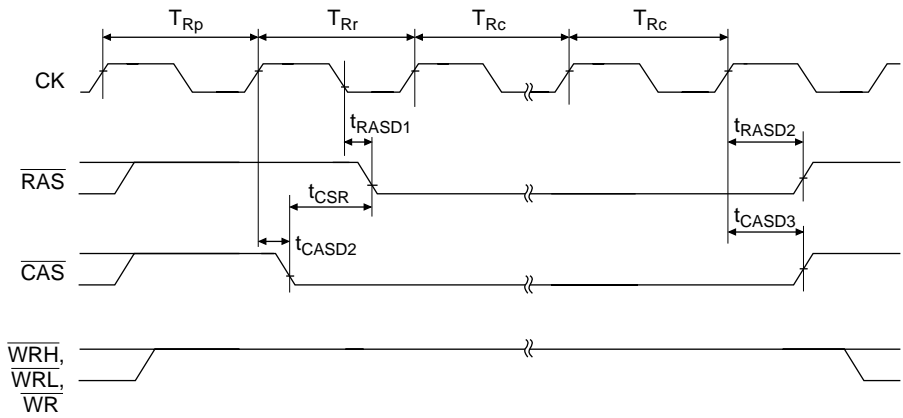 TRp TRr TRc TRc
CK
tRASD1 tRASD2
RAS
tCSR
tCASD2 tCASD3
CAS
WRH,
WRL,
WR